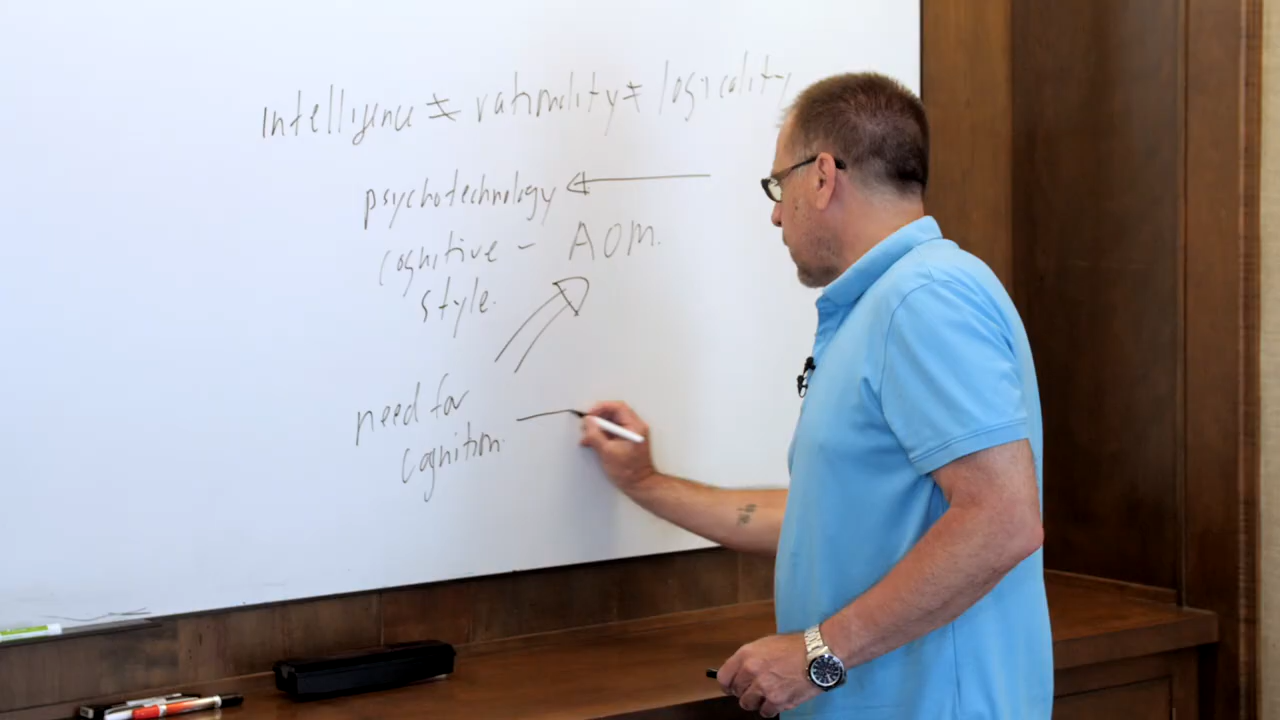 Intelligence ≠ rationality ≠ logicality
psychotechnology ←
cognitive - AOM.
style.
need for
cognition.